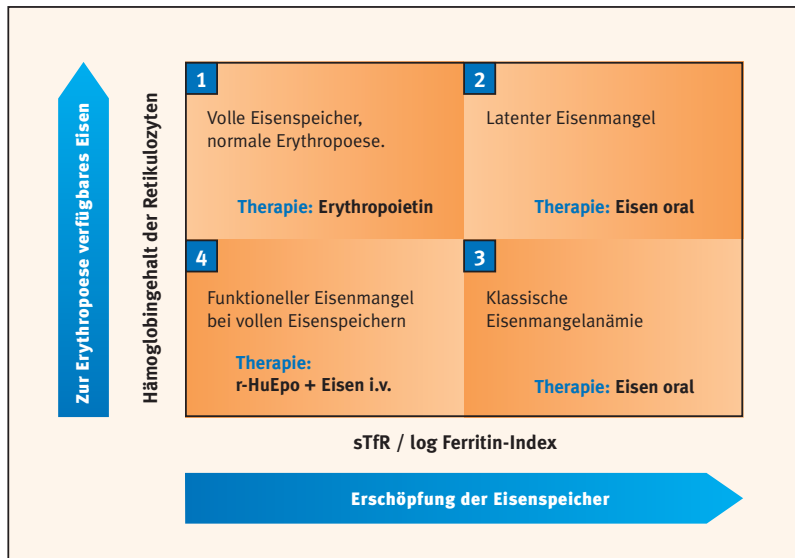 Zur Erythropoese verfügbares Eisen
Hämoglobingehalt der Retikulozyten
1
Volle Eisenspeicher,
normale Erythropoese.
Therapie: Erythropoietin
2
Latenter Eisenmangel
Therapie: Eisen oral
4
Funktioneller Eisenmangel
bei vollen Eisenspeichern
Therapie:
r-HuEpo + Eisen i.v.
3
Klassische
Eisenmangelanämie
Therapie: Eisen oral
sTfR / log Ferritin-Index
Erschöpfung der Eisenspeicher